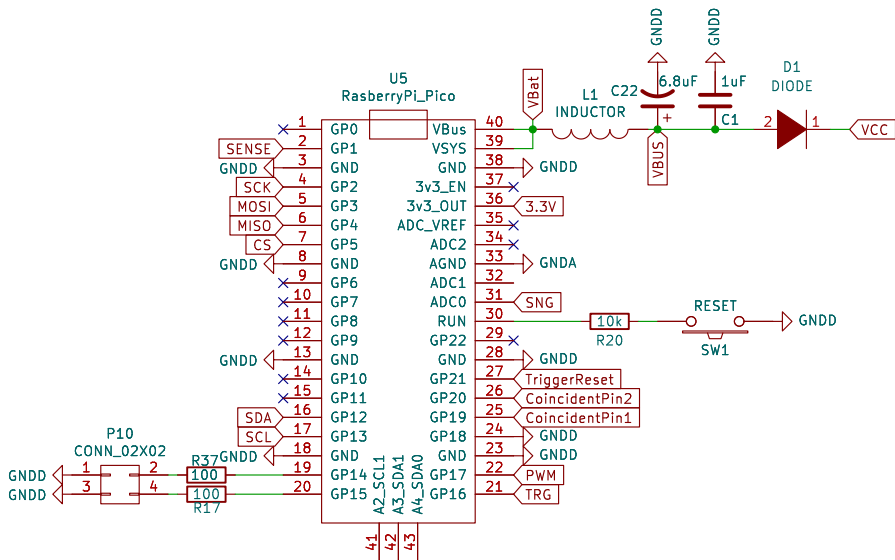 U5
RasberryPi_Pico
1 GP0 VBus 40
SENSE 2 GP1 VSYS 39
GNDD 3 GND GND 38 GNDD
SCK 4 GP2 3v3_EN 37
MOSI 5 GP3 3v3_OUT 36 3.3V
MISO 6 GP4 ADC_VREF 35
CS 7 GP5 ADC2 34
GNDD 8 GND AGND 33 GNDA
9 GP6 ADC1 32
10 GP7 ADC0 31 SNG
11 GP8 RUN 30
12 GP9 GP22 29
GNDD 13 GND GND 28 GNDD
14 GP10 GP21 27 TriggerReset
15 GP11 GP20 26 CoincidentPin2
SDA 16 GP12 GP19 25 CoincidentPin1
SCL 17 GP13 GP18 24 GNDD
GNDD 18 GND GND 23 GNDD
19 GP14 GP17 22 PWM
20 GP15 GP16 21 TRG
A2_SCL1
A3_SDA1
A4_SDA0
41
42
43
VBat
L1
INDUCTOR
GNDD
C22
6.8uF
+
VBUS
GNDD
1uF
C1
D1
DIODE
2
1
VCC
10k
R20
RESET
SW1
GNDD
P10
CONN_02X02
GNDD 1 2
GNDD 3 4
R37
100
100
R17